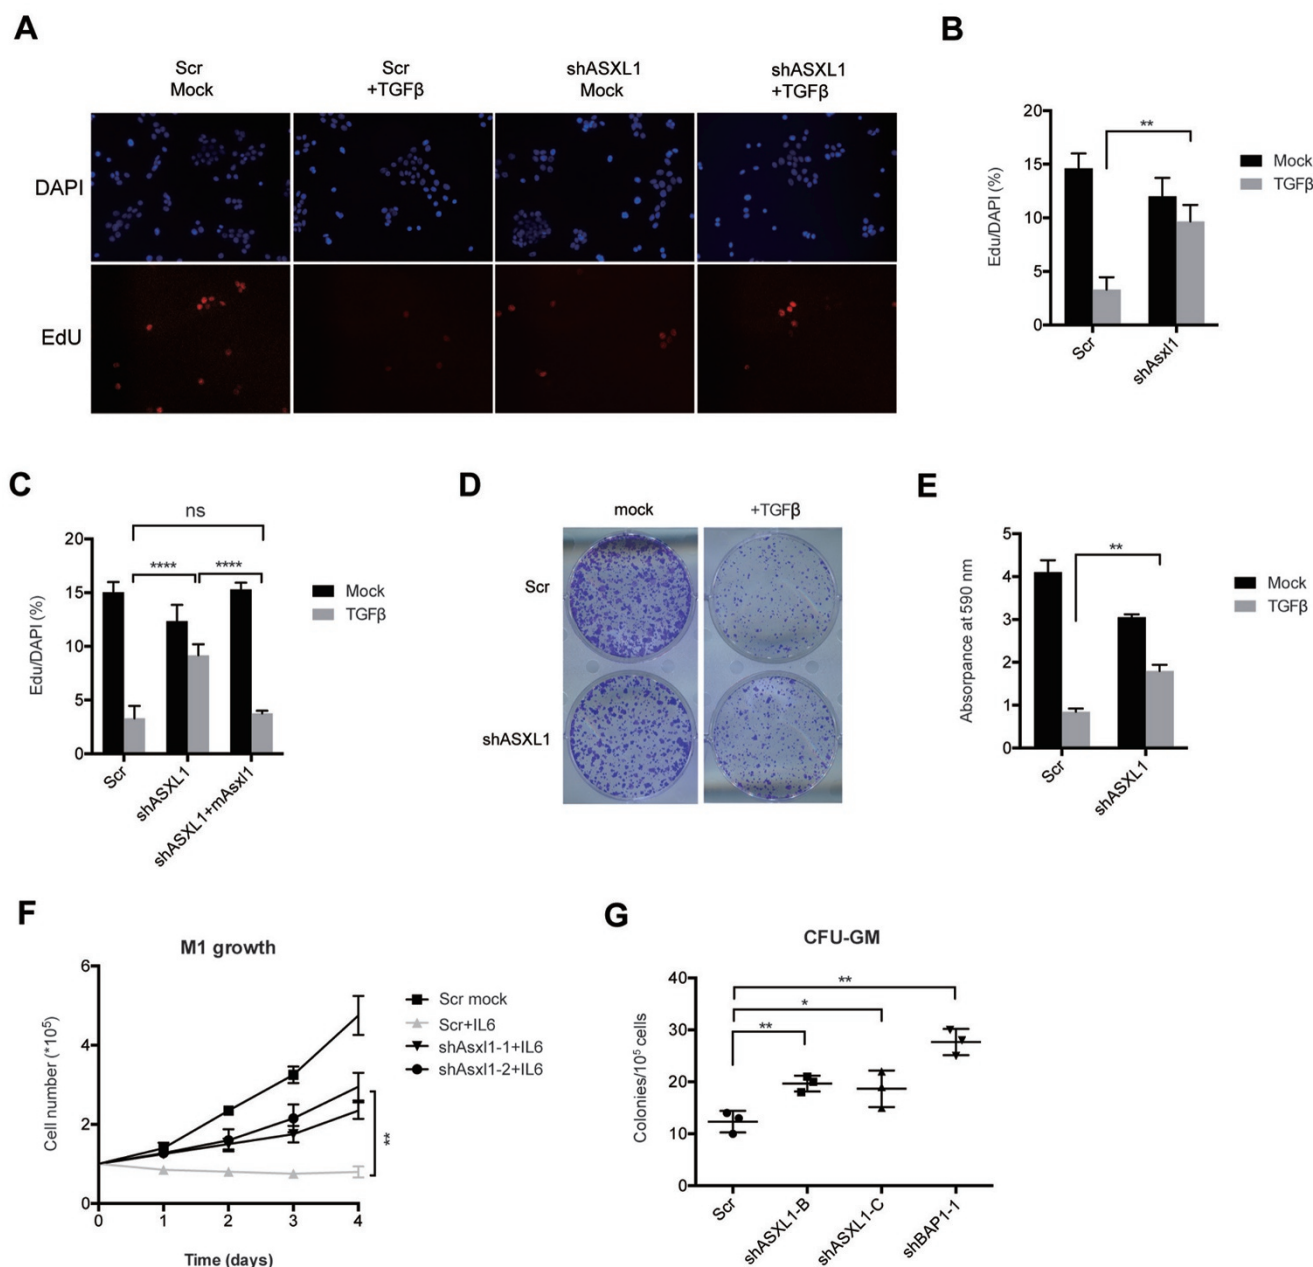 A
Scr
Mock
Scr
+TGFβ
shASXL1
Mock
shASXL1
+TGFβ
DAPI
EdU
B
20
15
10
5
0
Edu/DAPI (%)
**
Scr
shAsxl1
Mock
TGFβ
C
ns
****
****
20
15
10
5
0
Edu/DAPI (%)
Scr
shASXL1
shASXL1+mAsxl1
Mock
TGFβ
D
mock
+TGFβ
Scr
shASXL1
E
5
4
3
2
1
0
Absorpance at 590 nm
**
Scr
shASXL1
Mock
TGFβ
F
M1 growth
6
4
2
0
Cell number (*10⁵)
0 1 2 3 4
Time (days)
**
Scr mock
Scr+IL6
shAsxl1-1+IL6
shAsxl1-2+IL6
G
CFU-GM
40
30
20
10
0
Colonies/10⁵ cells
**
*
**
Scr
shASXL1-B
shASXL1-C
shBAP1-1